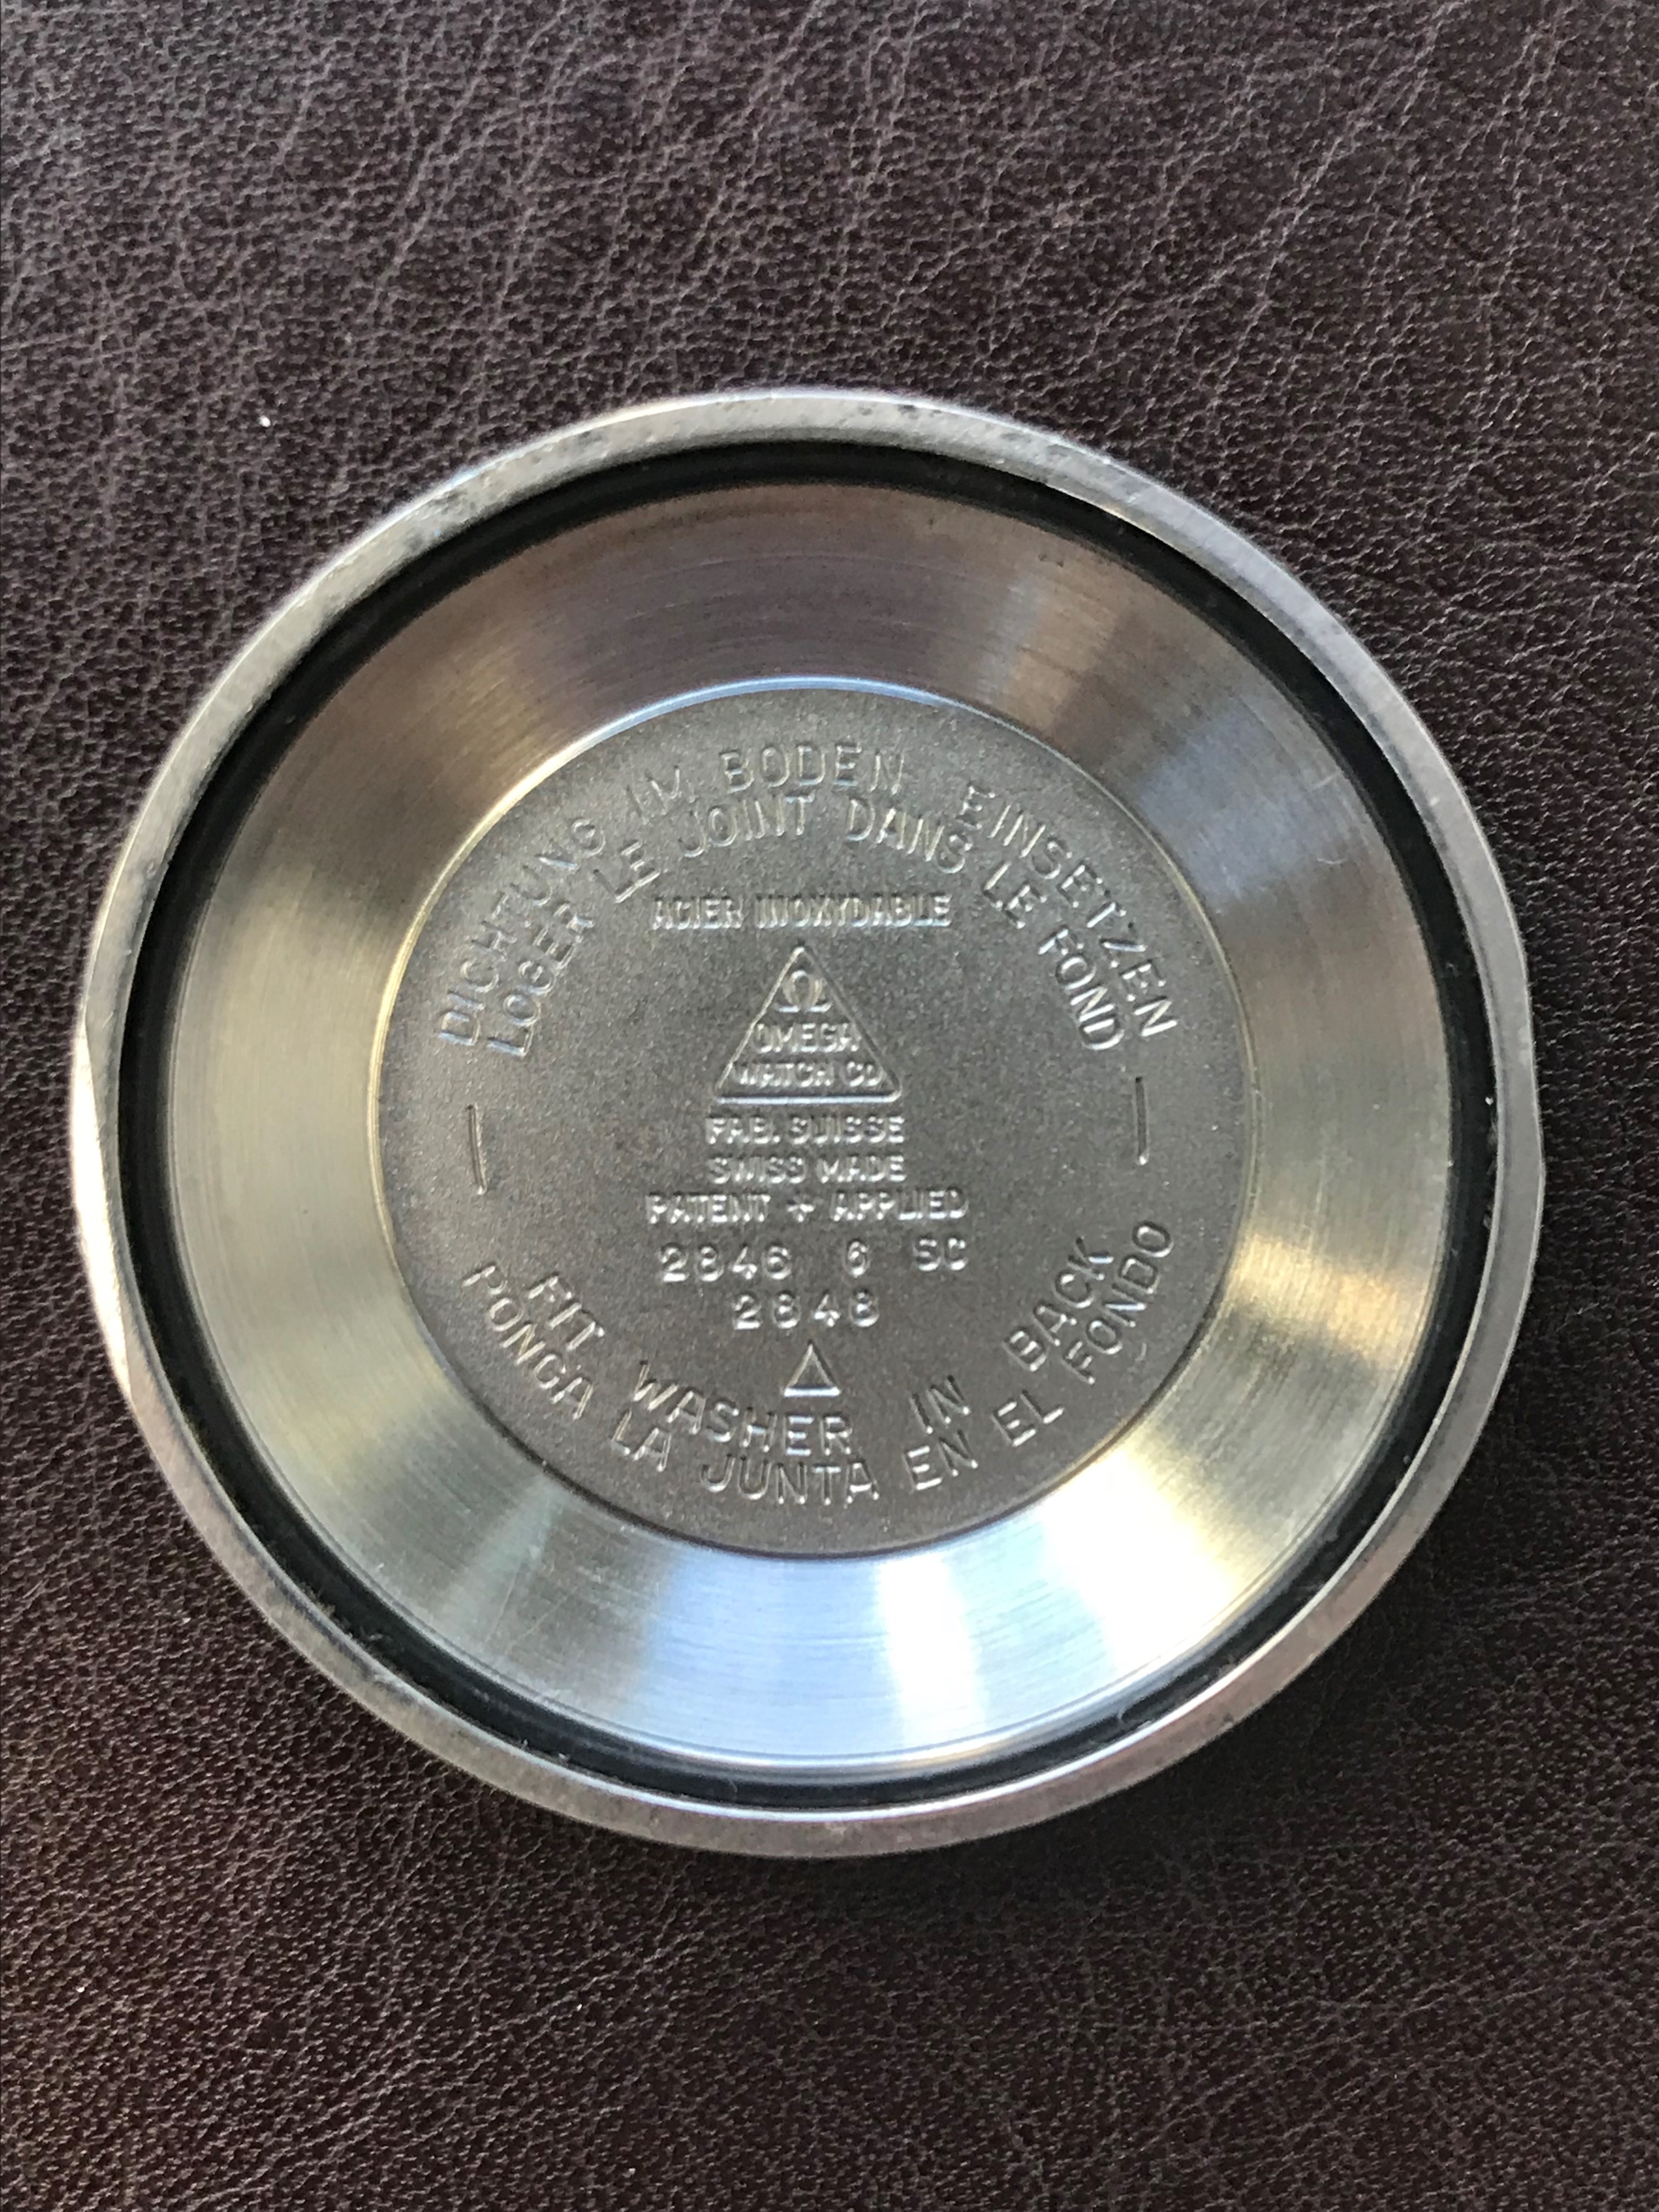 DICHTUNG IM BODEN EINSETZEN
LOGER LE JOINT DANS LE FOND
ACIER INOXYDABLE
Ω
OMEGA
WATCH CO
FAB. SUISSE
SWISS MADE
PATENT + APPLIED
2846 6 SC
2848
FIT WASHER IN BACK
PONGA LA JUNTA EN EL FONDO